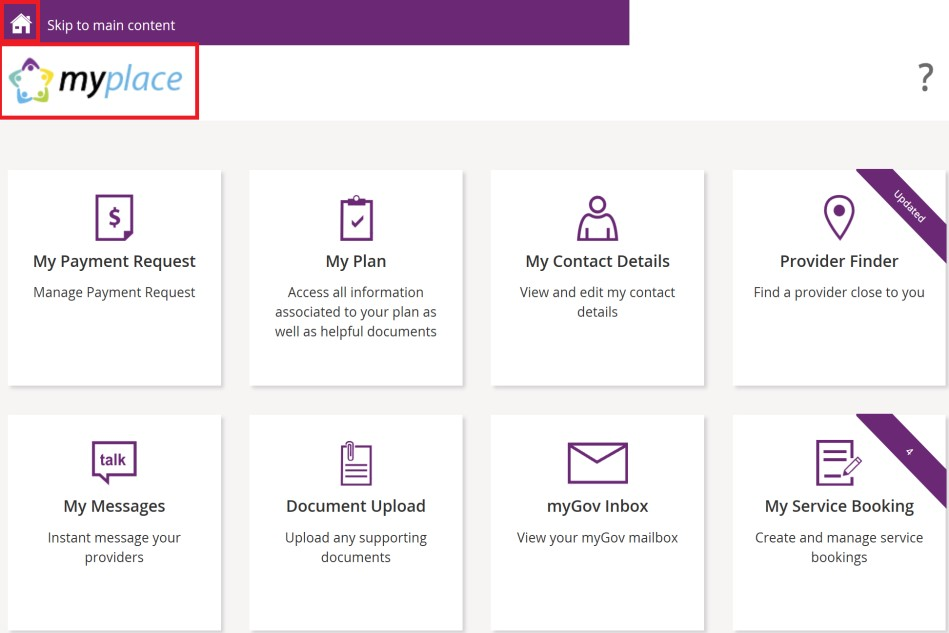 Skip to main content
myplace
?
$
My Payment Request
Manage Payment Request
My Plan
Access all information
associated to your plan as
well as helpful documents
My Contact Details
View and edit my contact
details
Updated
Provider Finder
Find a provider close to you
talk
My Messages
Instant message your
providers
Document Upload
Upload any supporting
documents
myGov Inbox
View your myGov mailbox
4
My Service Booking
Create and manage service
bookings